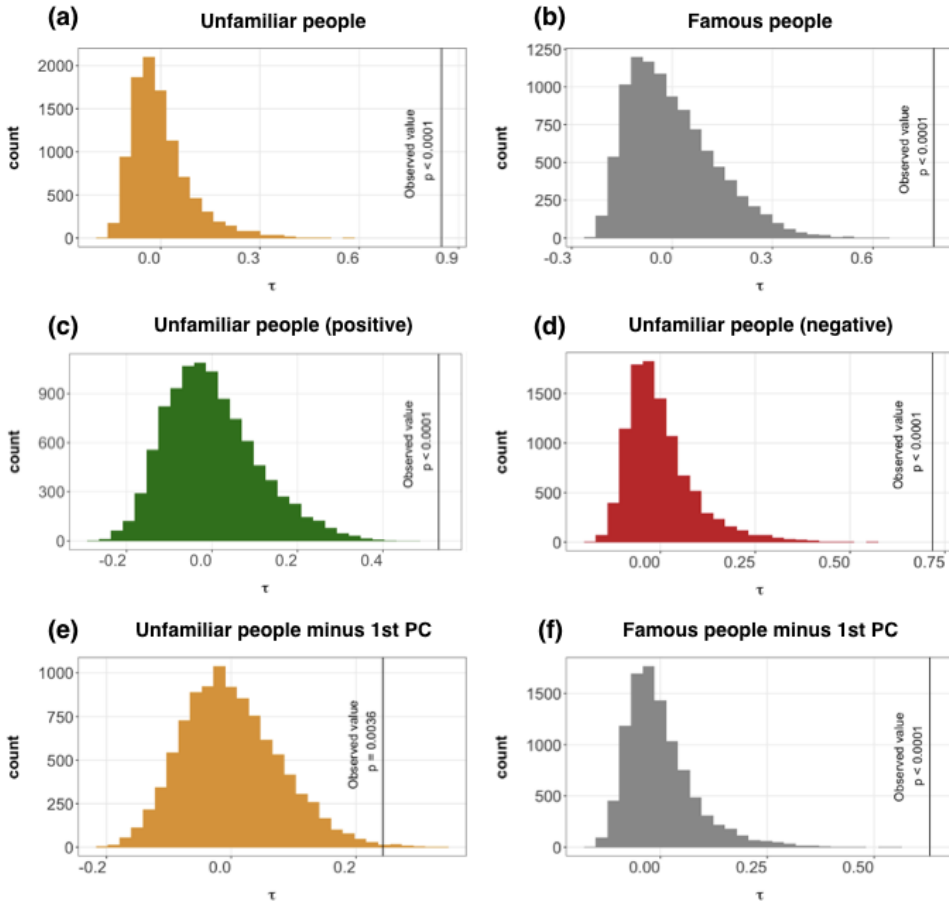 (a) Unfamiliar people
2000
1500
1000
500
0
count
Observed value
p < 0.0001
0.0 0.3 0.6 0.9
τ
(b) Famous people
1250
1000
750
500
250
0
count
Observed value
p < 0.0001
-0.3 0.0 0.3 0.6
τ
(c) Unfamiliar people (positive)
900
600
300
0
count
Observed value
p < 0.0001
-0.2 0.0 0.2 0.4
τ
(d) Unfamiliar people (negative)
1500
1000
500
0
count
Observed value
p < 0.0001
0.00 0.25 0.50 0.75
τ
(e) Unfamiliar people minus 1st PC
1000
750
500
250
0
count
Observed value
p = 0.0036
-0.2 0.0 0.2
τ
(f) Famous people minus 1st PC
1500
1000
500
0
count
Observed value
p < 0.0001
0.00 0.25 0.50
τ